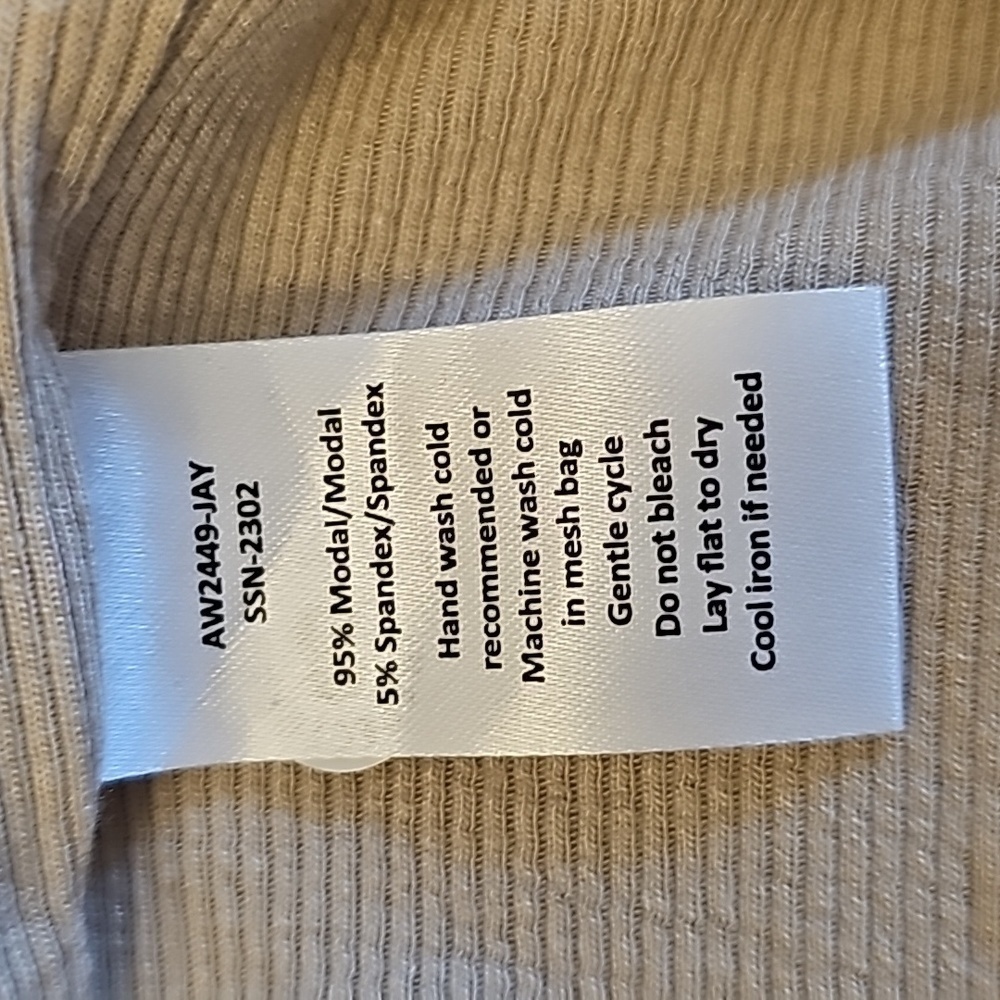 AW2449-JAY
SSN-2302
95% Modal/Modal
5% Spandex/Spandex
Hand wash cold
recommended or
Machine wash cold
in mesh bag
Gentle cycle
Do not bleach
Lay flat to dry
Cool iron if needed